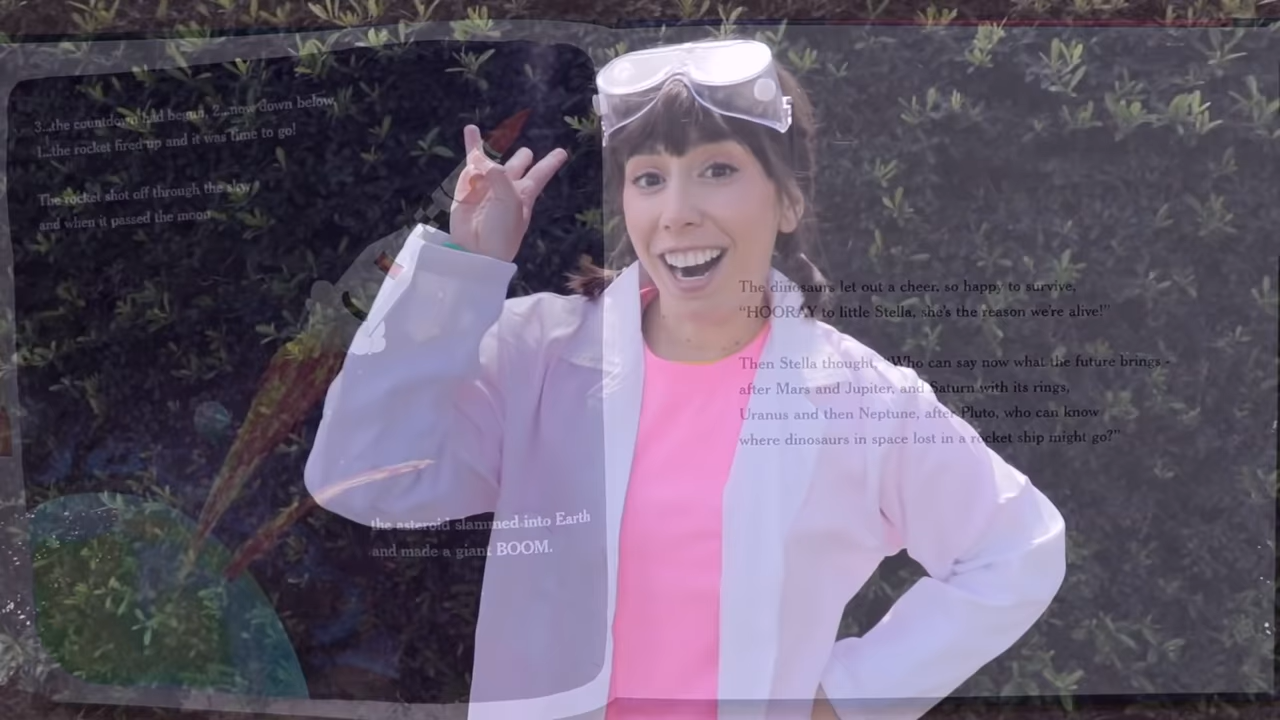 3...the countdown had begun, 2...now down below,
1...the rocket fired up and it was time to go!
The rocket shot off through the sky
and when it passed the moon
the asteroid slammed into Earth
and made a giant BOOM.
The dinosaurs let out a cheer, so happy to survive,
“HOORAY to little Stella, she’s the reason we’re alive!”
Then Stella thought, “Who can say now what the future brings -
after Mars and Jupiter, and Saturn with its rings,
Uranus and then Neptune, after Pluto, who can know
where dinosaurs in space lost in a rocket ship might go?”